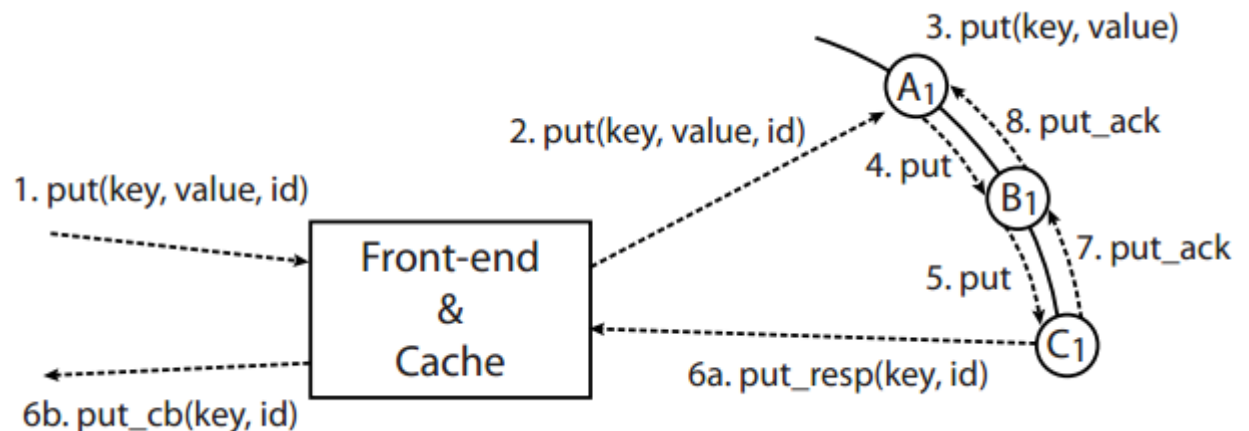 3. put(key, value)
A1
2. put(key, value, id)
8. put_ack
4. put
1. put(key, value, id)
B1
Front-end
&
Cache
7. put_ack
5. put
C1
6a. put_resp(key, id)
6b. put_cb(key, id)